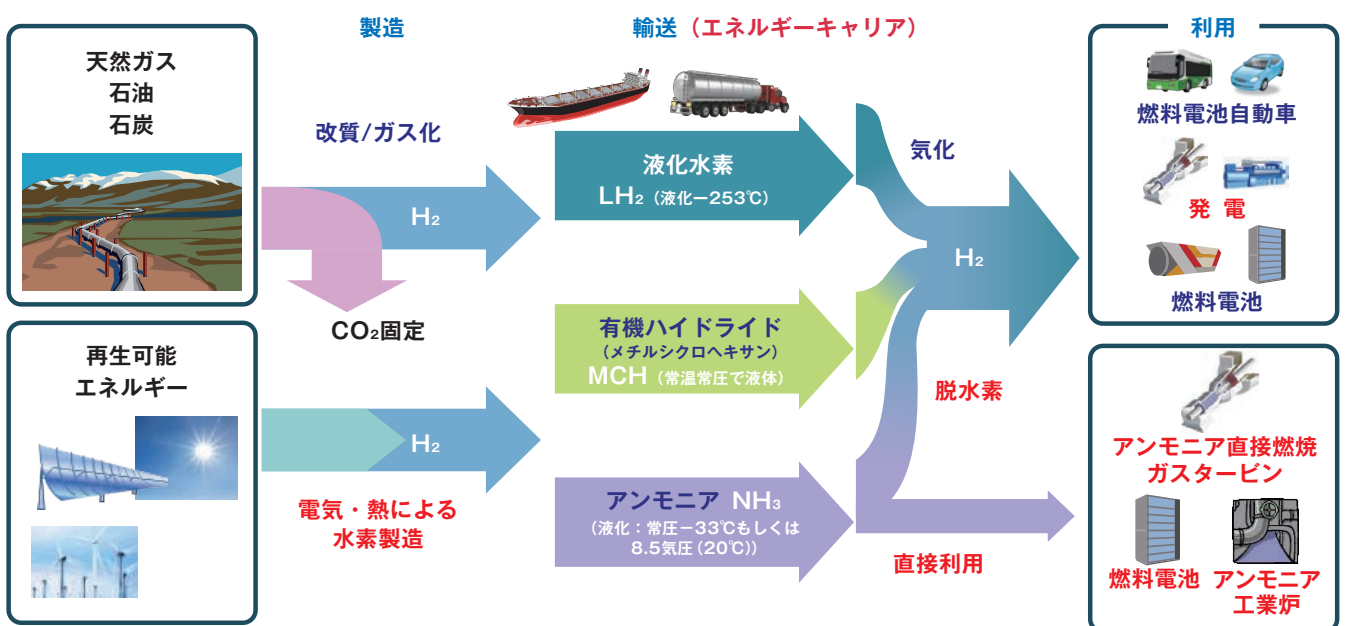 製造
輸送（エネルギーキャリア）
利用
天然ガス
石油
石炭
改質/ガス化
H₂
CO₂固定
再生可能
エネルギー
H₂
電気・熱による
水素製造
液化水素
LH₂（液化－253℃）
有機ハイドライド
（メチルシクロヘキサン）
MCH（常温常圧で液体）
アンモニア NH₃
（液化：常圧－33℃もしくは
8.5気圧（20℃））
気化
H₂
脱水素
直接利用
燃料電池自動車
発電
燃料電池
アンモニア直接燃焼
ガスタービン
燃料電池
アンモニア
工業炉